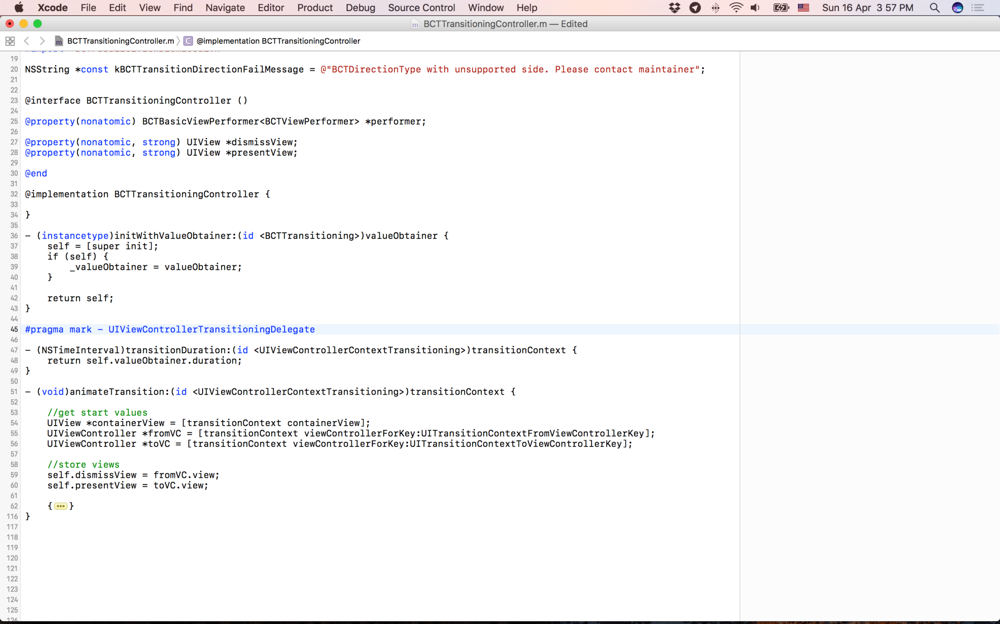 Xcode File Edit View Find Navigate Editor Product Debug Source Control Window Help Sun 16 Apr 3 57 PM
m BCTTransitioningController.m — Edited
m BCTTransitioningController.m C @implementation BCTTransitioningController
19
20 NSString *const kBCTTransitionDirectionFailMessage = @"BCTDirectionType with unsupported side. Please contact maintainer";
21
22
23 @interface BCTTransitioningController ()
24
25 @property(nonatomic) BCTBasicViewPerformer<BCTViewPerformer> *performer;
26
27 @property(nonatomic, strong) UIView *dismissView;
28 @property(nonatomic, strong) UIView *presentView;
29
30 @end
31
32 @implementation BCTTransitioningController {
33
34 }
35
36 – (instancetype)initWithValueObtainer:(id <BCTTransitioning>)valueObtainer {
37 self = [super init];
38 if (self) {
39 _valueObtainer = valueObtainer;
40 }
41
42 return self;
43 }
44
45 #pragma mark – UIViewControllerTransitioningDelegate
46
47 – (NSTimeInterval)transitionDuration:(id <UIViewControllerContextTransitioning>)transitionContext {
48 return self.valueObtainer.duration;
49 }
50
51 – (void)animateTransition:(id <UIViewControllerContextTransitioning>)transitionContext {
52
53 //get start values
54 UIView *containerView = [transitionContext containerView];
55 UIViewController *fromVC = [transitionContext viewControllerForKey:UITransitionContextFromViewControllerKey];
56 UIViewController *toVC = [transitionContext viewControllerForKey:UITransitionContextToViewControllerKey];
57
58 //store views
59 self.dismissView = fromVC.view;
60 self.presentView = toVC.view;
61
62 {•••}
116 }
117
118
119
120
121
122
123
124
125
126